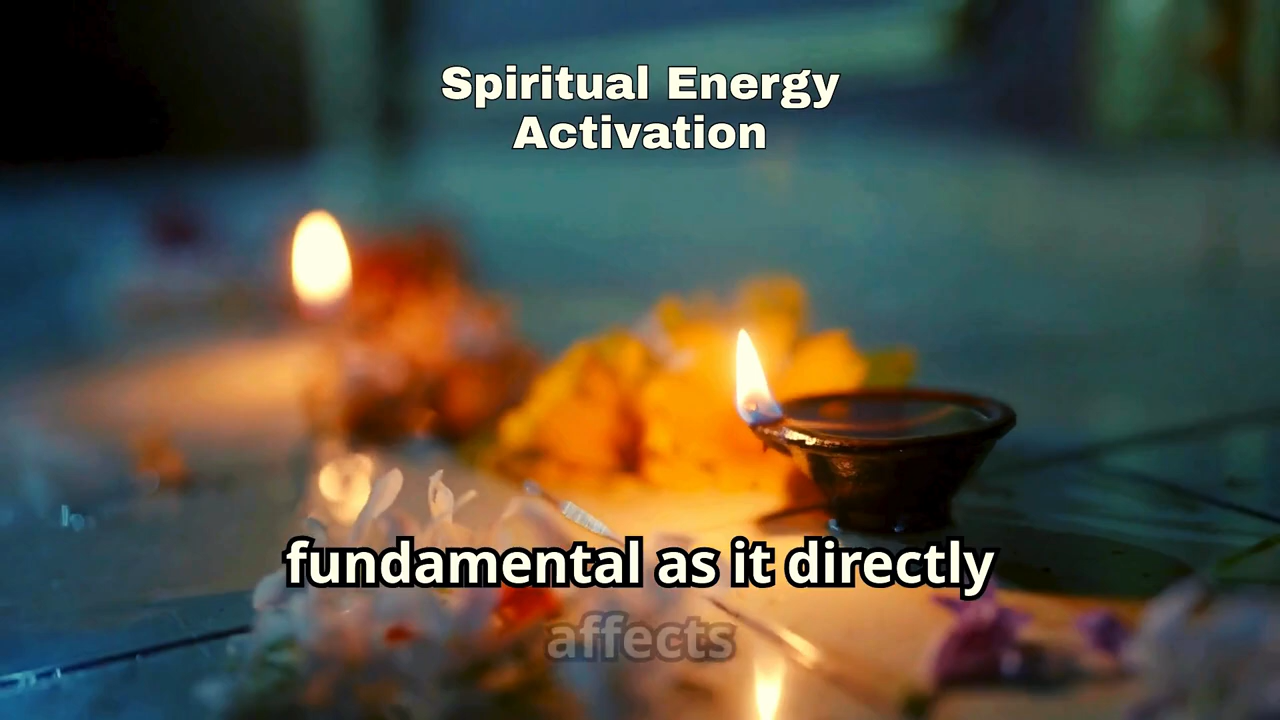 Spiritual Energy
Activation
fundamental as it directly
affects